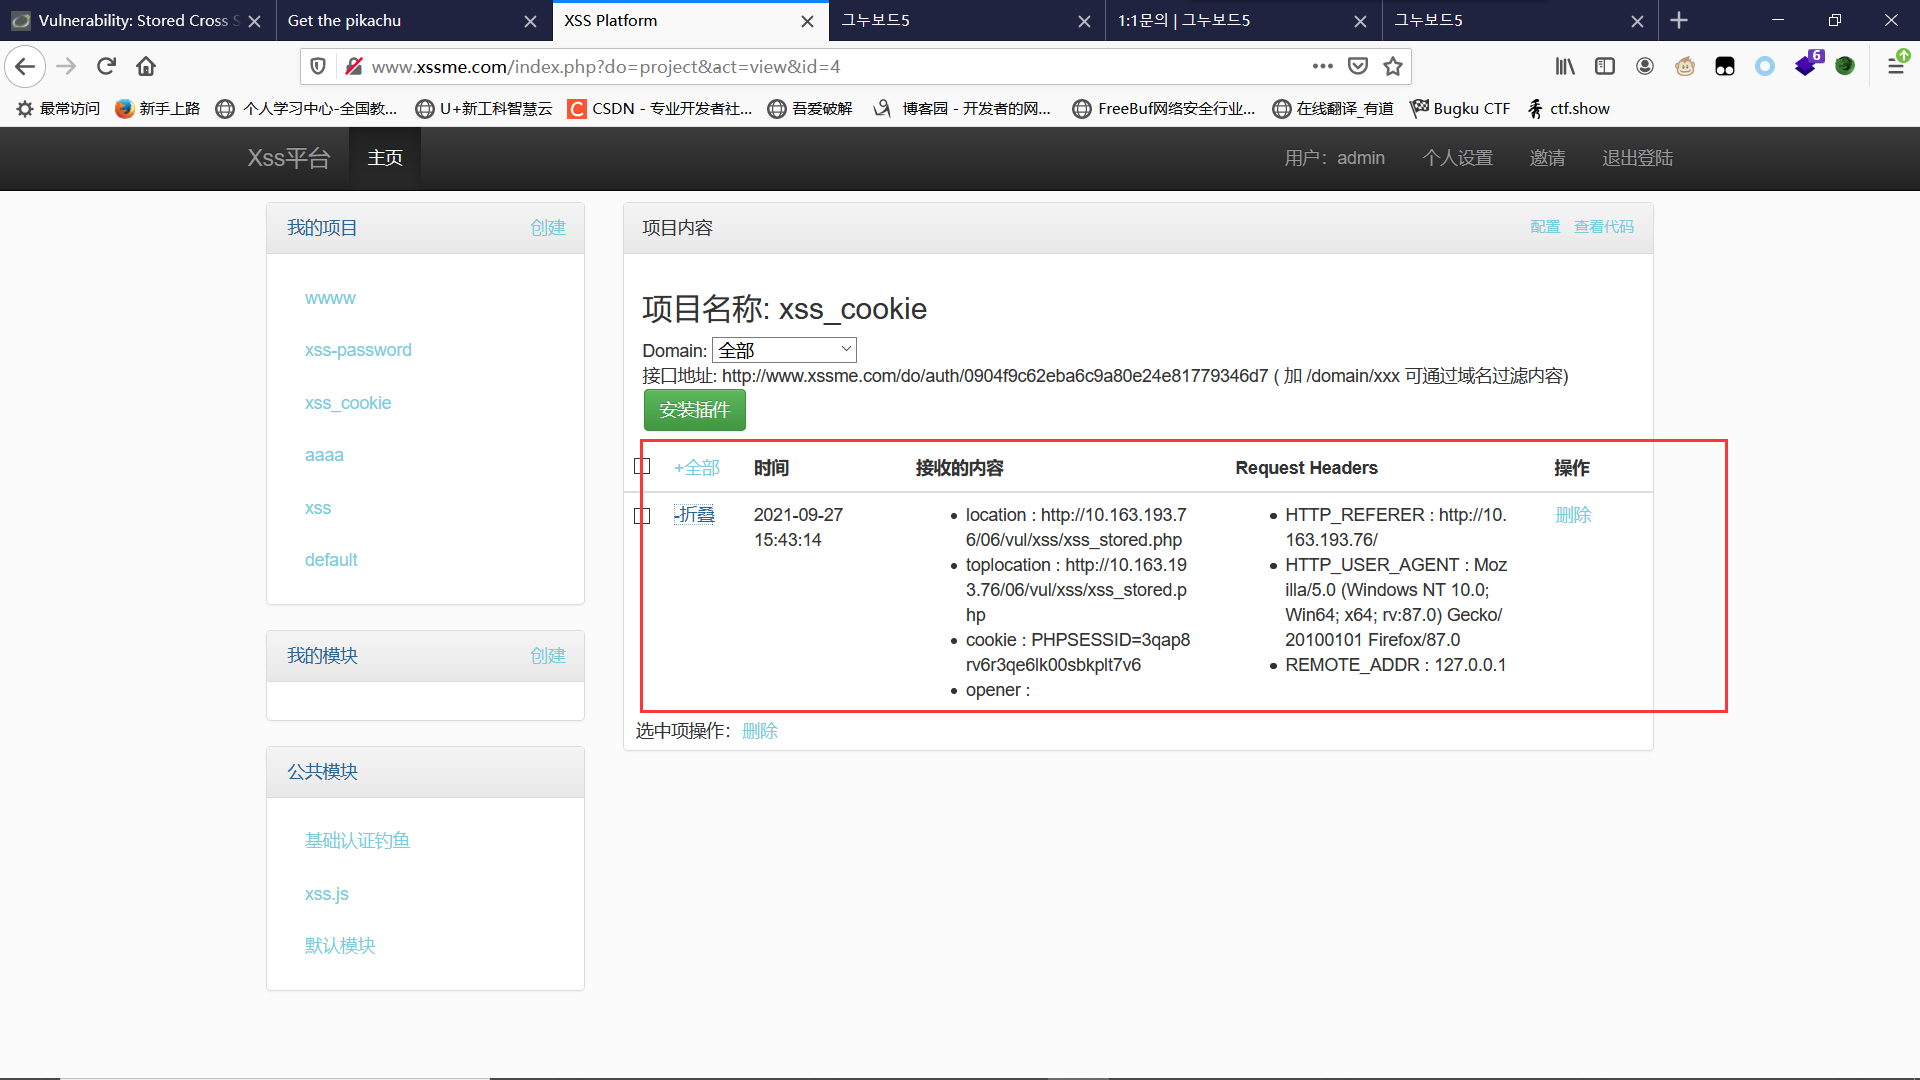 Vulnerability: Stored Cross S
Get the pikachu
XSS Platform
그누보드5
1:1문의 | 그누보드5
그누보드5
www.xssme.com/index.php?do=project&act=view&id=4
6
最常访问
新手上路
个人学习中心-全国教...
U+新工科智慧云
CSDN - 专业开发者社...
吾爱破解
博客园 - 开发者的网...
FreeBuf网络安全行业...
在线翻译_有道
Bugku CTF
ctf.show
Xss平台
主页
用户：admin
个人设置
邀请
退出登陆
我的项目
创建
wwww
xss-password
xss_cookie
aaaa
xss
default
我的模块
创建
公共模块
基础认证钓鱼
xss.js
默认模块
项目内容
配置
查看代码
项目名称: xss_cookie
Domain: 全部
接口地址: http://www.xssme.com/do/auth/0904f9c62eba6c9a80e24e81779346d7 ( 加 /domain/xxx 可通过域名过滤内容)
安装插件
+全部
时间
接收的内容
Request Headers
操作
-折叠
2021-09-27
15:43:14
location : http://10.163.193.7
6/06/vul/xss/xss_stored.php
toplocation : http://10.163.19
3.76/06/vul/xss/xss_stored.p
hp
cookie : PHPSESSID=3qap8
rv6r3qe6lk00sbkplt7v6
opener :
HTTP_REFERER : http://10.
163.193.76/
HTTP_USER_AGENT : Moz
illa/5.0 (Windows NT 10.0;
Win64; x64; rv:87.0) Gecko/
20100101 Firefox/87.0
REMOTE_ADDR : 127.0.0.1
删除
选中项操作：删除